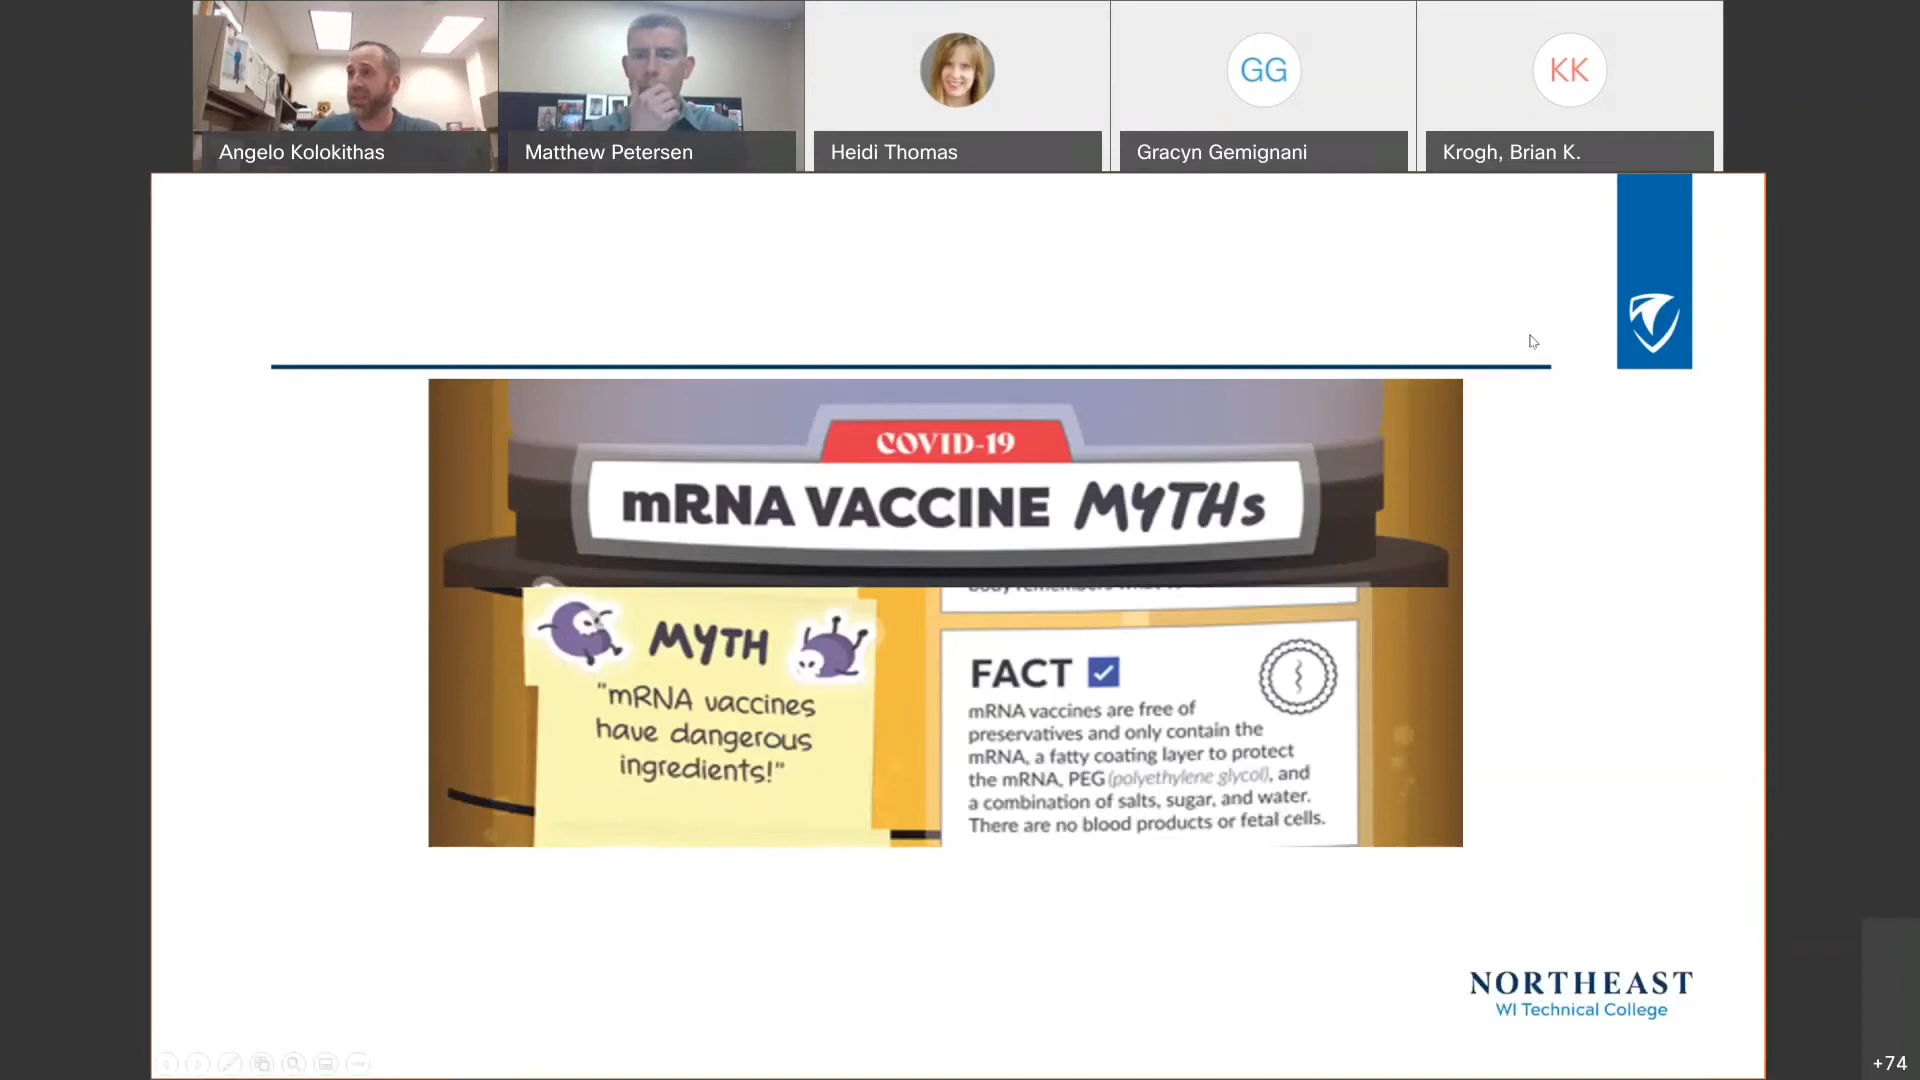 Angelo Kolokithas
Matthew Petersen
Heidi Thomas
GG
Gracyn Gemignani
KK
Krogh, Brian K.
COVID-19
mRNA VACCINE MYTHs
MYTH
"mRNA vaccines
have dangerous
ingredients!"
FACT
mRNA vaccines are free of
preservatives and only contain the
mRNA, a fatty coating layer to protect
the mRNA, PEG (polyethylene glycol), and
a combination of salts, sugar, and water.
There are no blood products or fetal cells.
NORTHEAST
WI Technical College
+74